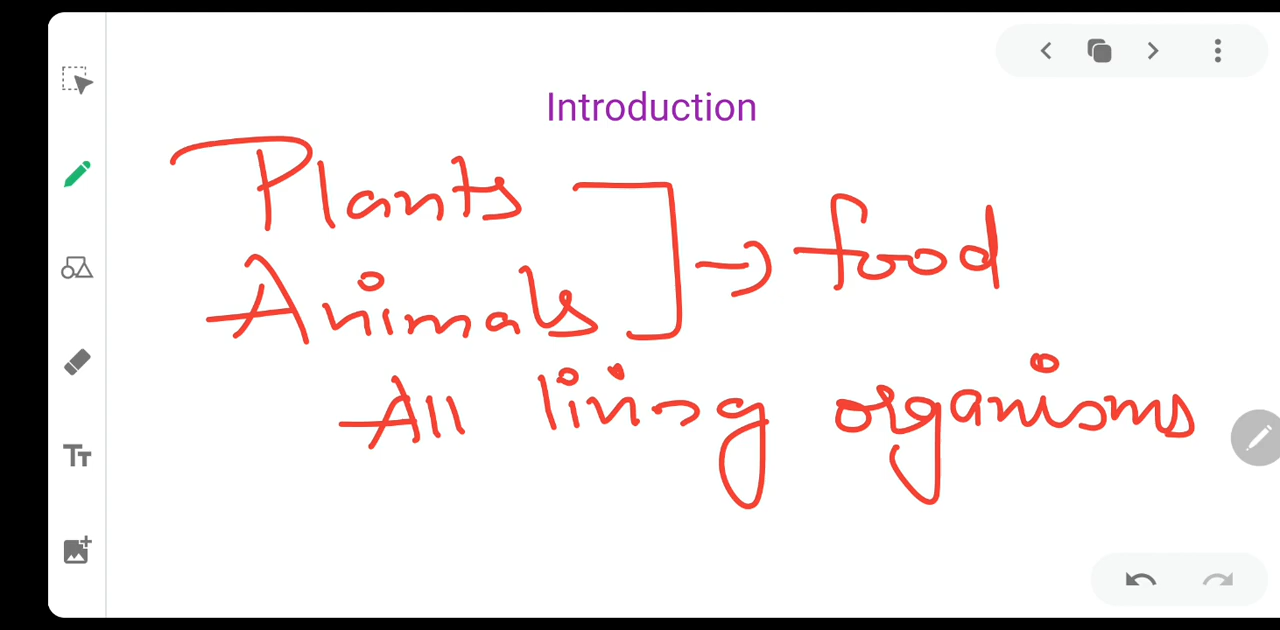 Introduction
Plants
Animals → food
All living organisms